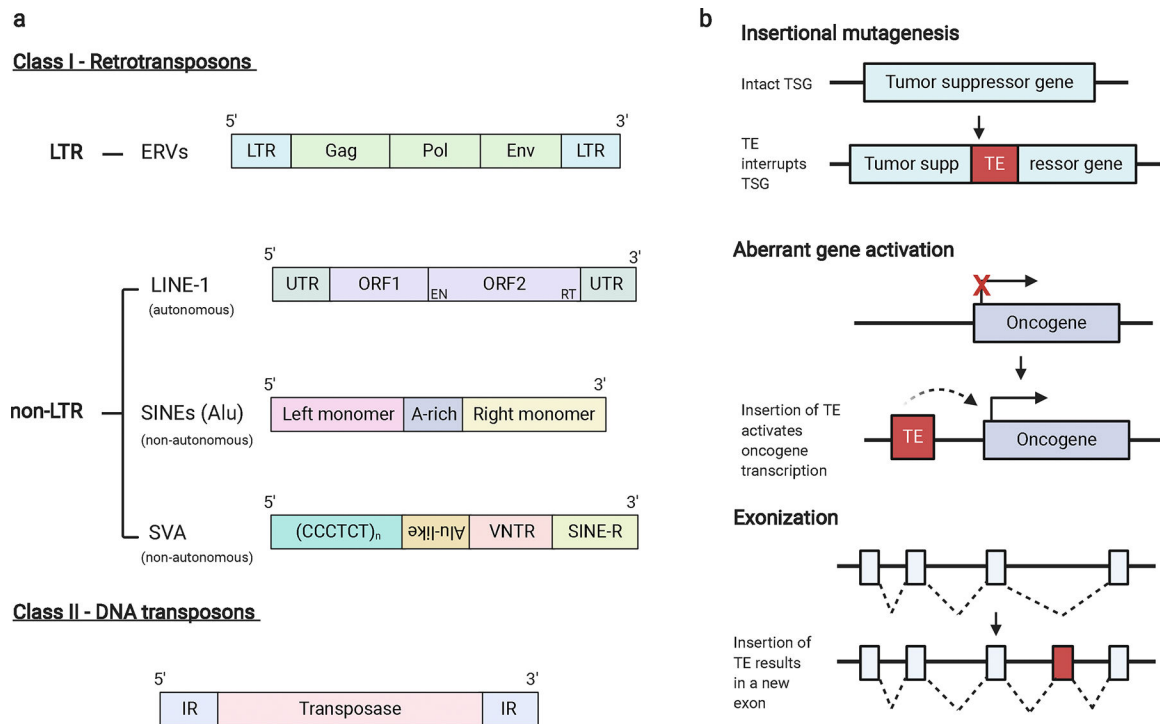 a
Class I - Retrotransposons
5' 3'
LTR — ERVs
LTR Gag Pol Env LTR
5' 3'
LINE-1
(autonomous)
UTR ORF1 EN ORF2 RT UTR
non-LTR
5' 3'
SINEs (Alu)
(non-autonomous)
Left monomer A-rich Right monomer
5' 3'
SVA
(non-autonomous)
(CCCTCT)n Alu-like VNTR SINE-R
Class II - DNA transposons
5' 3'
IR Transposase IR
b
Insertional mutagenesis
Intact TSG
Tumor suppressor gene
TE
interrupts
TSG
Tumor supp TE ressor gene
Aberrant gene activation
X
Oncogene
Insertion of TE
activates
oncogene
transcription
TE Oncogene
Exonization
Insertion of
TE results
in a new
exon